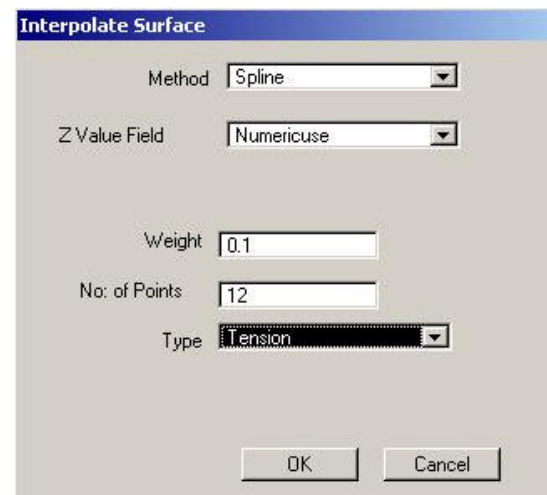 Interpolate Surface
Method Spline
Z Value Field Numericuse
Weight 0.1
No: of Points 12
Type Tension
OK Cancel